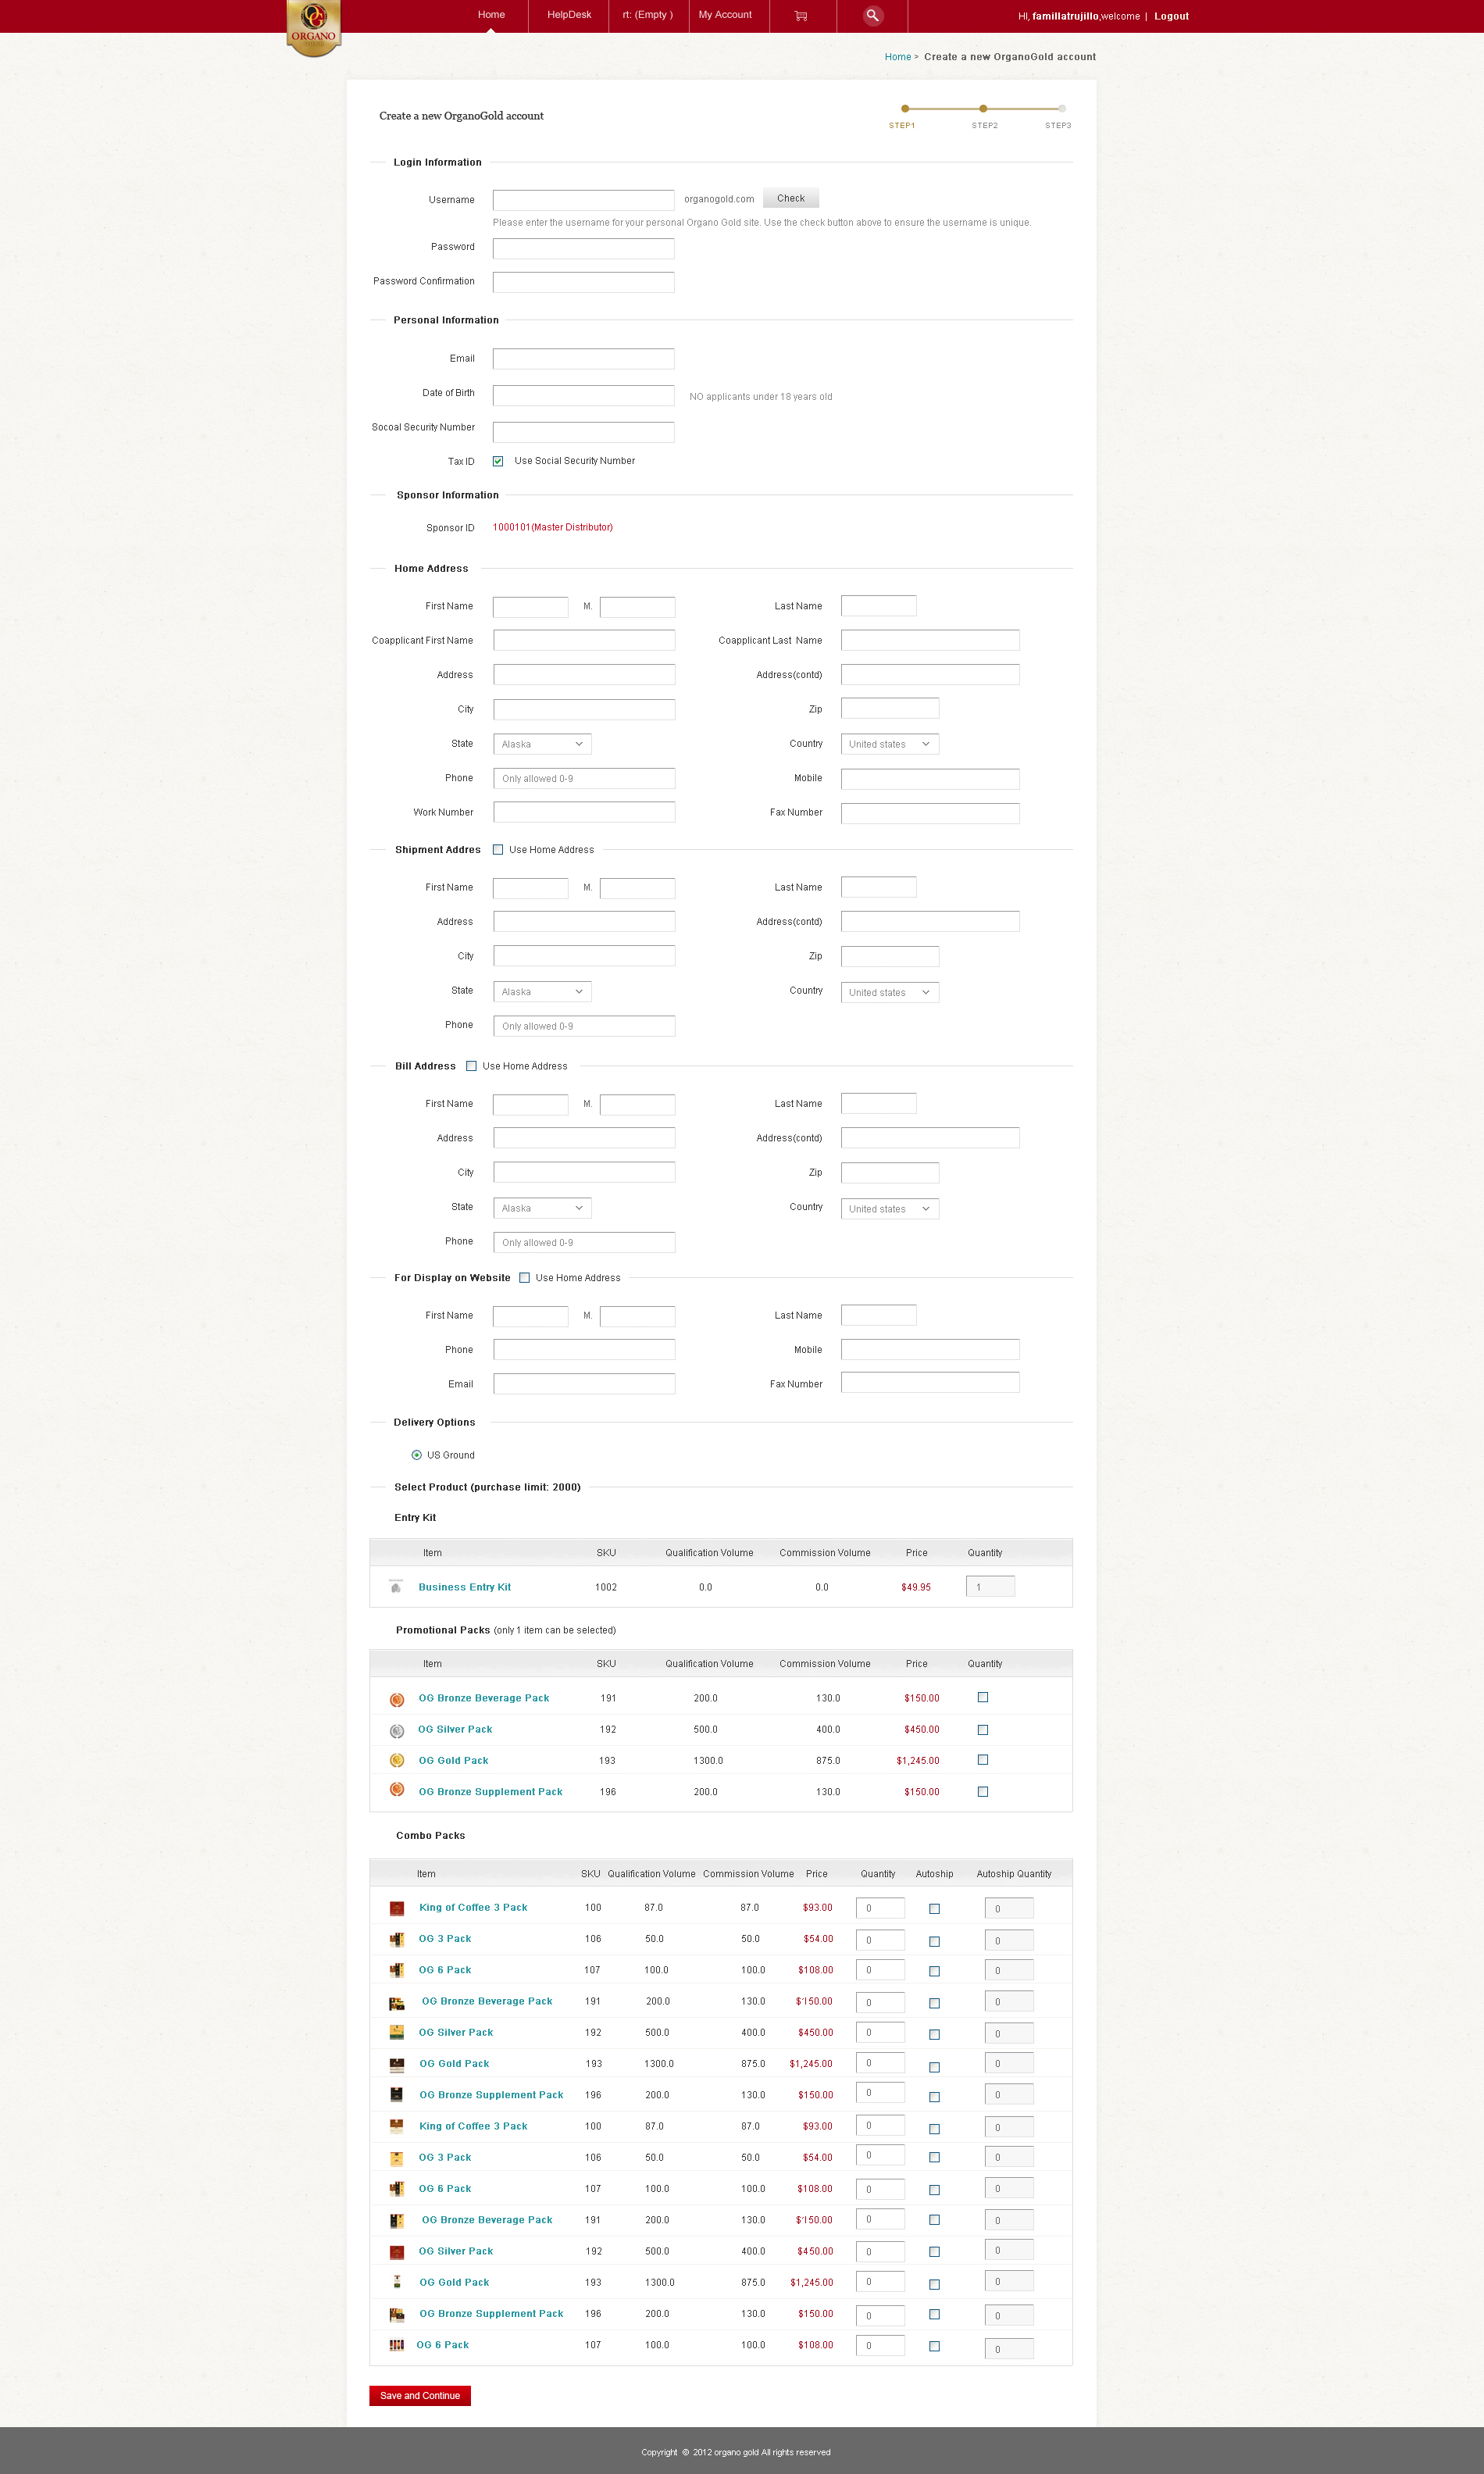 Home HelpDesk rt: (Empty ) My Account HI, famillatrujillo,welcome | Logout
ORGANO
Home > Create a new OrganoGold account
Create a new OrganoGold account
STEP1 STEP2 STEP3
Login Information
Username organogold.com Check
Please enter the username for your personal Organo Gold site. Use the check button above to ensure the username is unique.
Password
Password Confirmation
Personal Information
Email
Date of Birth NO applicants under 18 years old
Socoal Security Number
Tax ID Use Social Security Number
Sponsor Information
Sponsor ID 1000101(Master Distributor)
Home Address
First Name M. Last Name
Coapplicant First Name Coapplicant Last Name
Address Address(contd)
City Zip
State Alaska Country United states
Phone Only allowed 0-9 Mobile
Work Number Fax Number
Shipment Addres Use Home Address
First Name M. Last Name
Address Address(contd)
City Zip
State Alaska Country United states
Phone Only allowed 0-9
Bill Address Use Home Address
First Name M. Last Name
Address Address(contd)
City Zip
State Alaska Country United states
Phone Only allowed 0-9
For Display on Website Use Home Address
First Name M. Last Name
Phone Mobile
Email Fax Number
Delivery Options
US Ground
Select Product (purchase limit: 2000)
Entry Kit
Item SKU Qualification Volume Commission Volume Price Quantity
Business Entry Kit 1002 0.0 0.0 $49.95 1
Promotional Packs (only 1 item can be selected)
Item SKU Qualification Volume Commission Volume Price Quantity
OG Bronze Beverage Pack 191 200.0 130.0 $150.00
OG Silver Pack 192 500.0 400.0 $450.00
OG Gold Pack 193 1300.0 875.0 $1,245.00
OG Bronze Supplement Pack 196 200.0 130.0 $150.00
Combo Packs
Item SKU Qualification Volume Commission Volume Price Quantity Autoship Autoship Quantity
King of Coffee 3 Pack 100 87.0 87.0 $93.00 0 0
OG 3 Pack 106 50.0 50.0 $54.00 0 0
OG 6 Pack 107 100.0 100.0 $108.00 0 0
OG Bronze Beverage Pack 191 200.0 130.0 $150.00 0 0
OG Silver Pack 192 500.0 400.0 $450.00 0 0
OG Gold Pack 193 1300.0 875.0 $1,245.00 0 0
OG Bronze Supplement Pack 196 200.0 130.0 $150.00 0 0
King of Coffee 3 Pack 100 87.0 87.0 $93.00 0 0
OG 3 Pack 106 50.0 50.0 $54.00 0 0
OG 6 Pack 107 100.0 100.0 $108.00 0 0
OG Bronze Beverage Pack 191 200.0 130.0 $150.00 0 0
OG Silver Pack 192 500.0 400.0 $450.00 0 0
OG Gold Pack 193 1300.0 875.0 $1,245.00 0 0
OG Bronze Supplement Pack 196 200.0 130.0 $150.00 0 0
OG 6 Pack 107 100.0 100.0 $108.00 0 0
Save and Continue
Copyright © 2012 organo gold All rights reserved